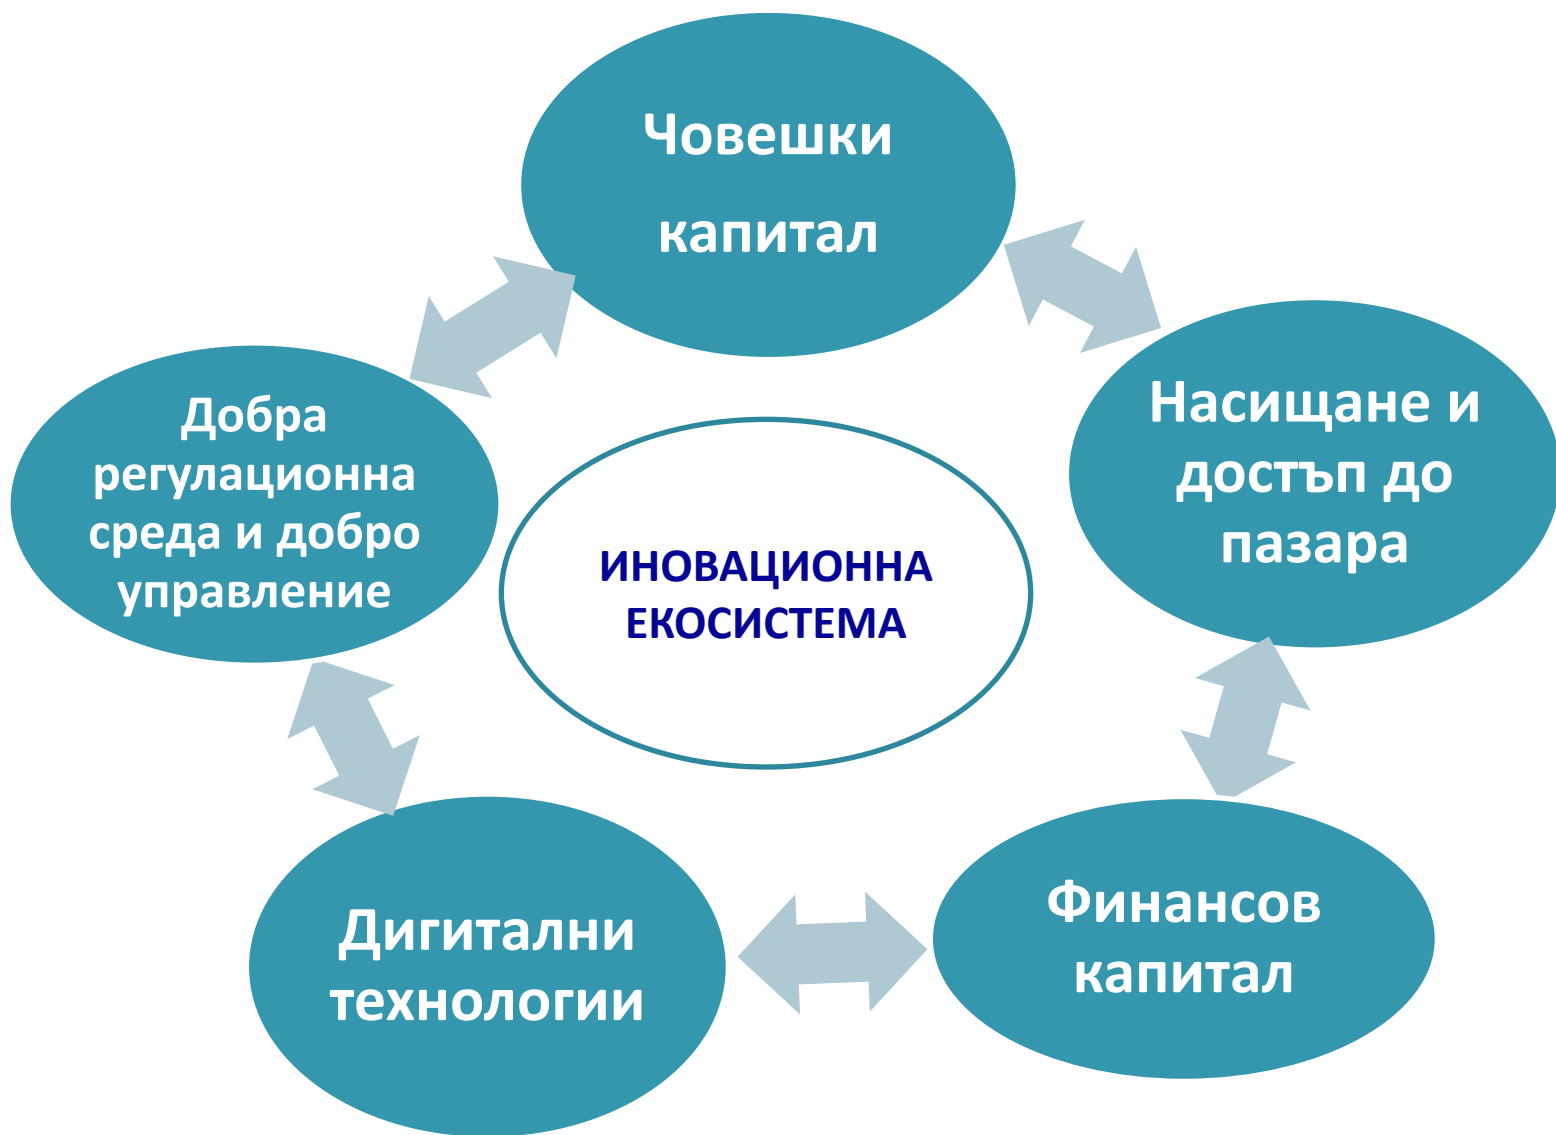 Човешки
капитал
Насищане и
достъп до
пазара
Добра
регулационна
среда и добро
управление
ИНОВАЦИОННА
ЕКОСИСТЕМА
Финансов
капитал
Дигитални
технологии